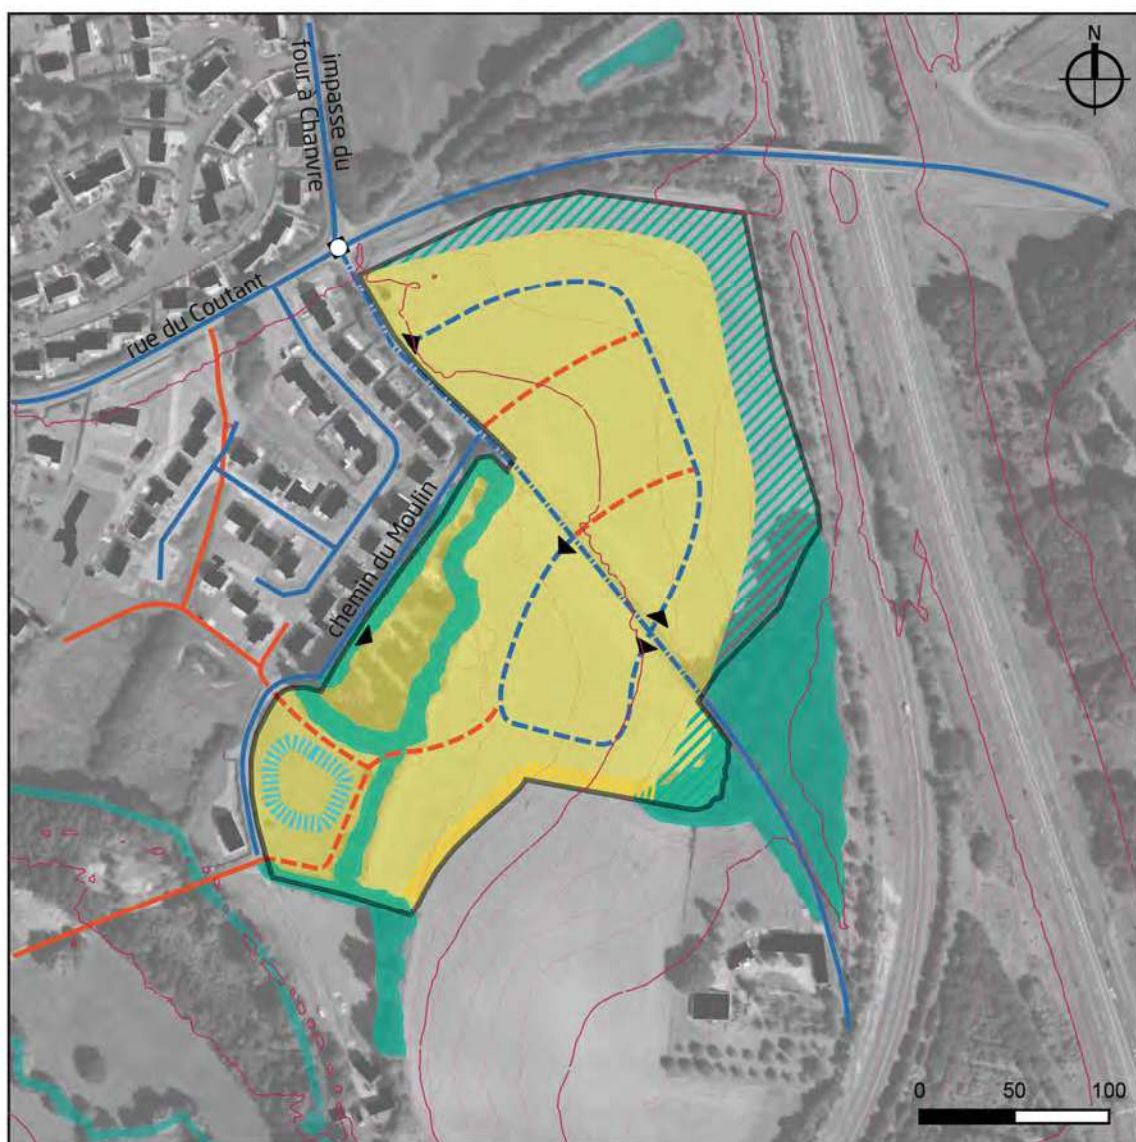 N
impasse du
four à Chanvre
rue du Coutant
chemin du Moulin
0 50 100